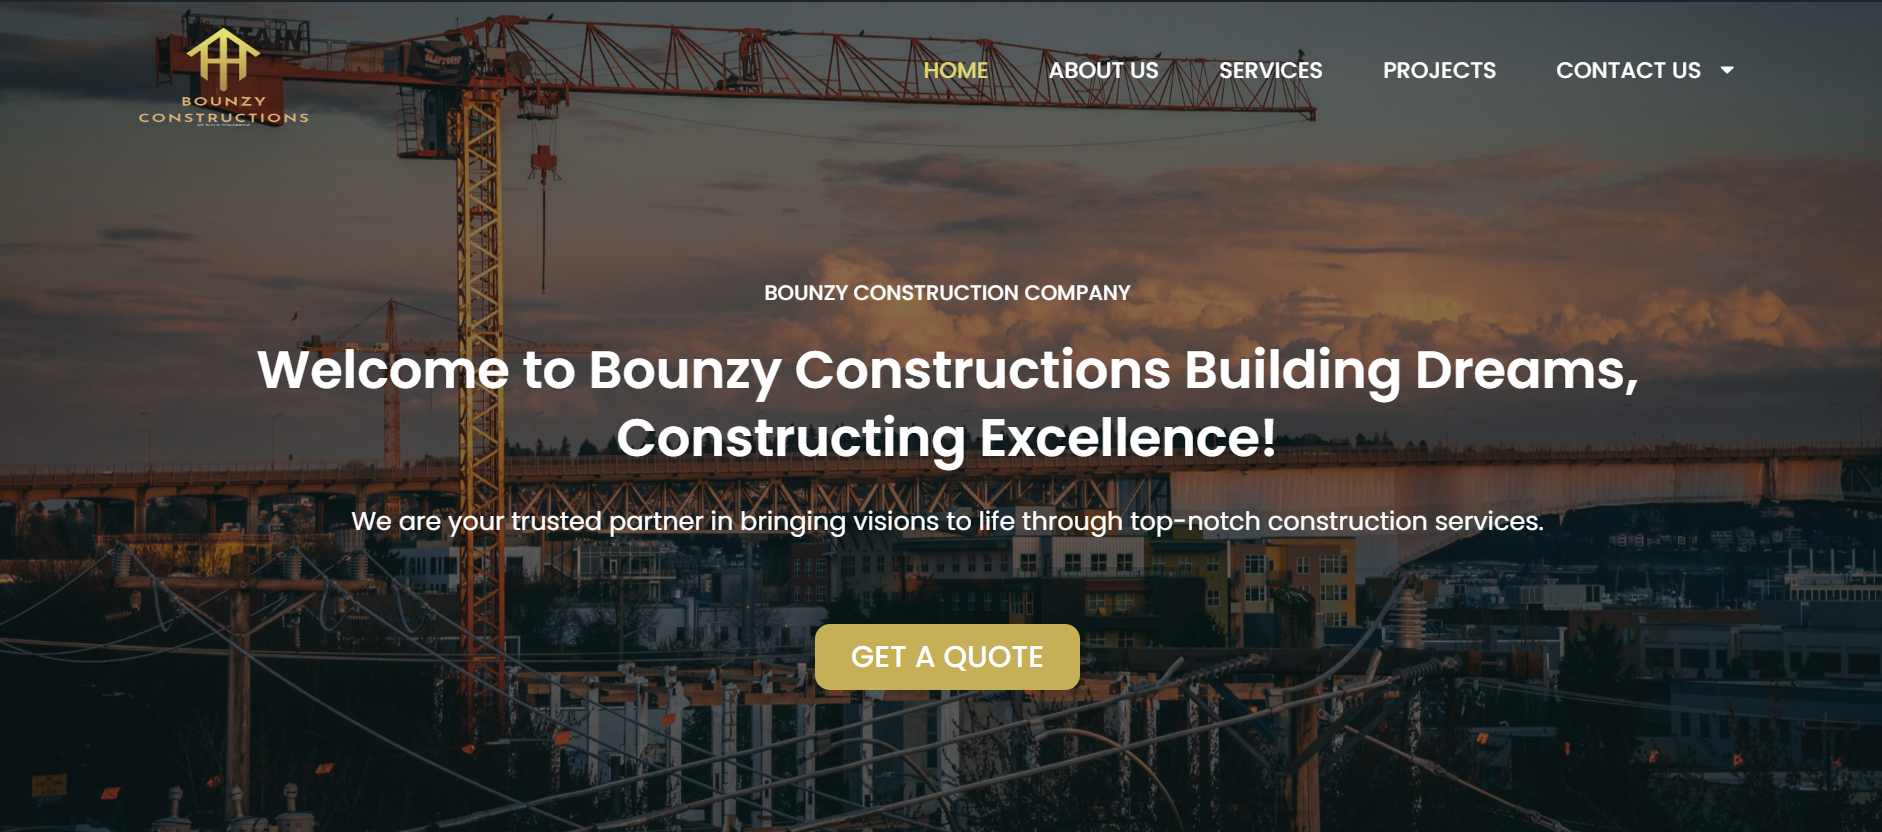 BOUNZY
CONSTRUCTIONS
HOME
ABOUT US
SERVICES
PROJECTS
CONTACT US
Turner
BOUNZY CONSTRUCTION COMPANY
Welcome to Bounzy Constructions Building Dreams,
Constructing Excellence!
We are your trusted partner in bringing visions to life through top-notch construction services.
GET A QUOTE